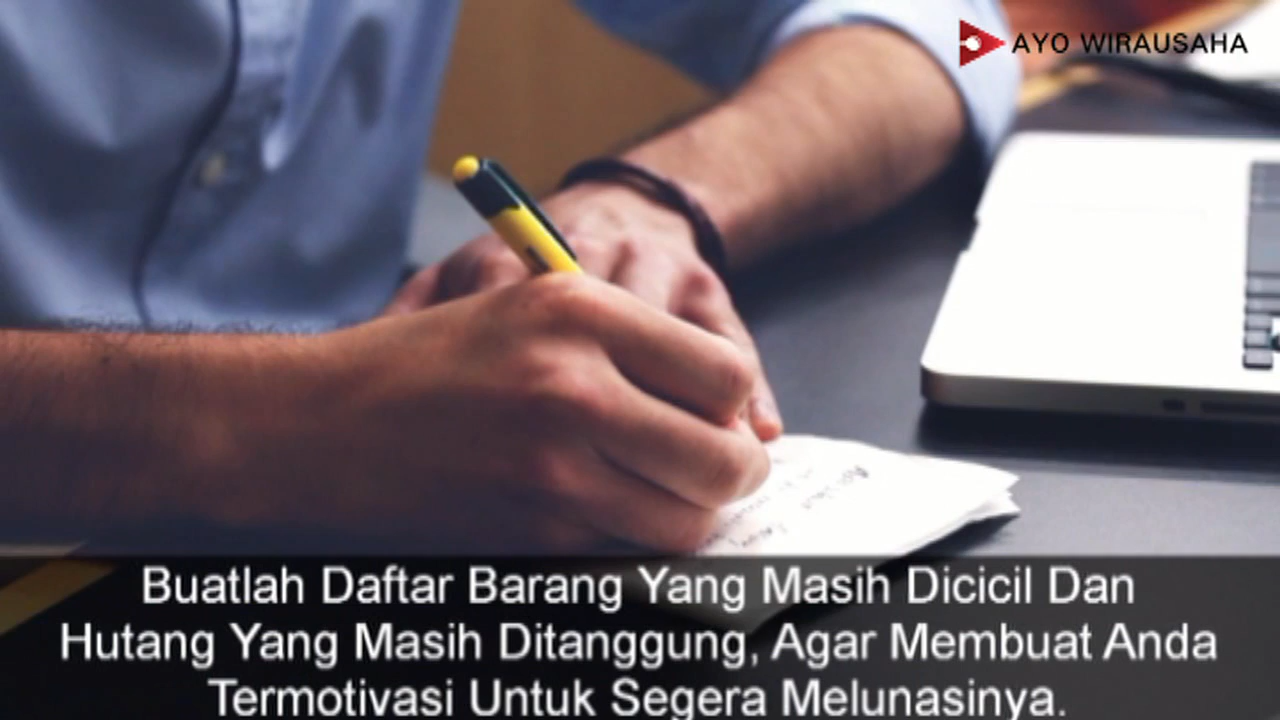 AYO WIRAUSAHA
Buatlah Daftar Barang Yang Masih Dicicil Dan
Hutang Yang Masih Ditanggung, Agar Membuat Anda
Termotivasi Untuk Segera Melunasinya.